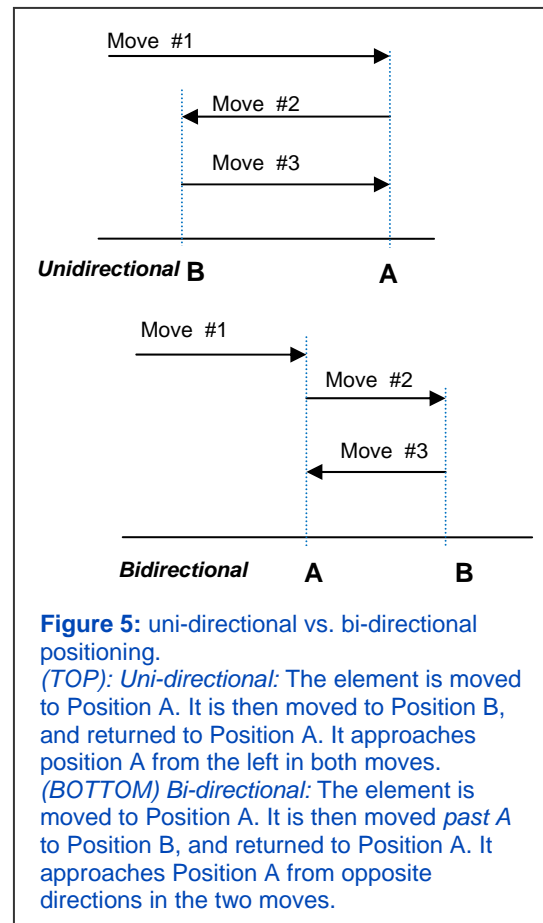 Move #1
Move #2
Move #3
Unidirectional B A
Move #1
Move #2
Move #3
Bidirectional A B
Figure 5: uni-directional vs. bi-directional
positioning.
(TOP): Uni-directional: The element is moved
to Position A. It is then moved to Position B,
and returned to Position A. It approaches
position A from the left in both moves.
(BOTTOM) Bi-directional: The element is
moved to Position A. It is then moved past A
to Position B, and returned to Position A. It
approaches Position A from opposite
directions in the two moves.